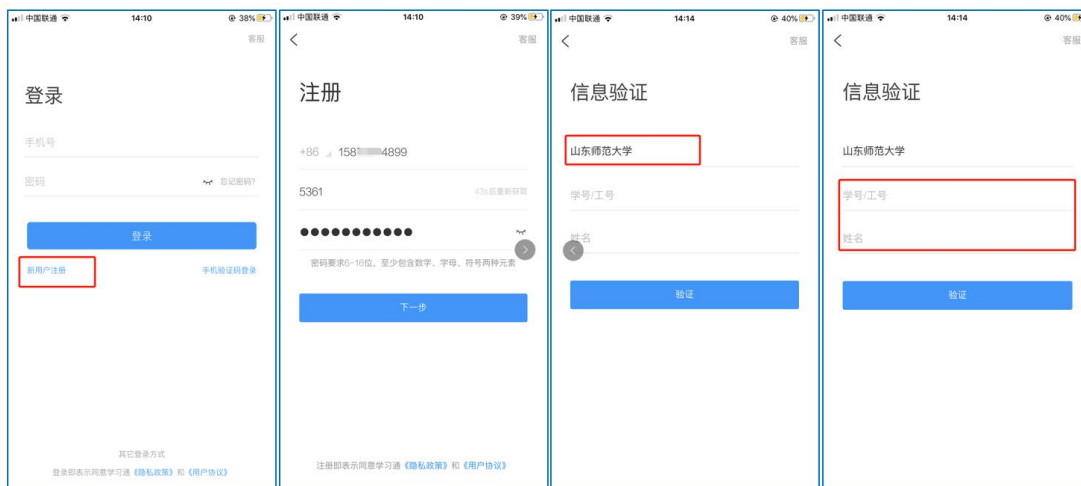 中国联通 14:10 38%
客服
登录
手机号
密码 忘记密码?
登录
新用户注册 手机验证码登录
其它登录方式
登录即表示同意学习通《隐私政策》和《用户协议》
中国联通 14:10 39%
客服
注册
+86 158 4899
5361 43s后重新获取
密码要求6-16位，至少包含数字、字母、符号两种元素
下一步
注册即表示同意学习通《隐私政策》和《用户协议》
中国联通 14:14 40%
客服
信息验证
山东师范大学
学号/工号
姓名
验证
中国联通 14:14 40%
客服
信息验证
山东师范大学
学号/工号
姓名
验证